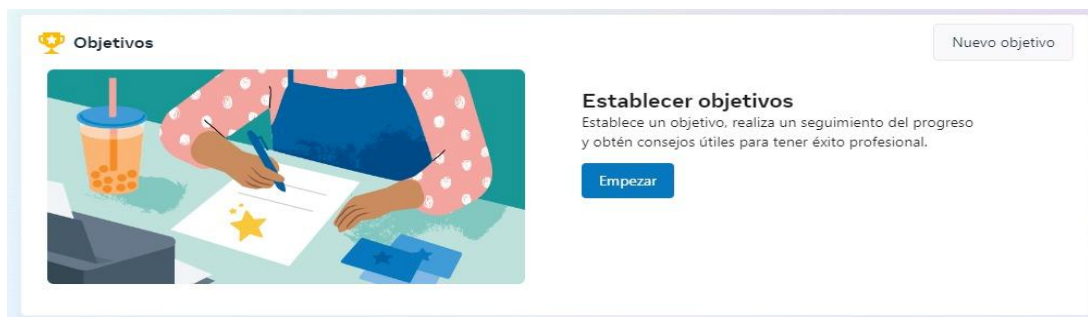 Objetivos
Nuevo objetivo
Establecer objetivos
Establece un objetivo, realiza un seguimiento del progreso
y obtén consejos útiles para tener éxito profesional.
Empezar